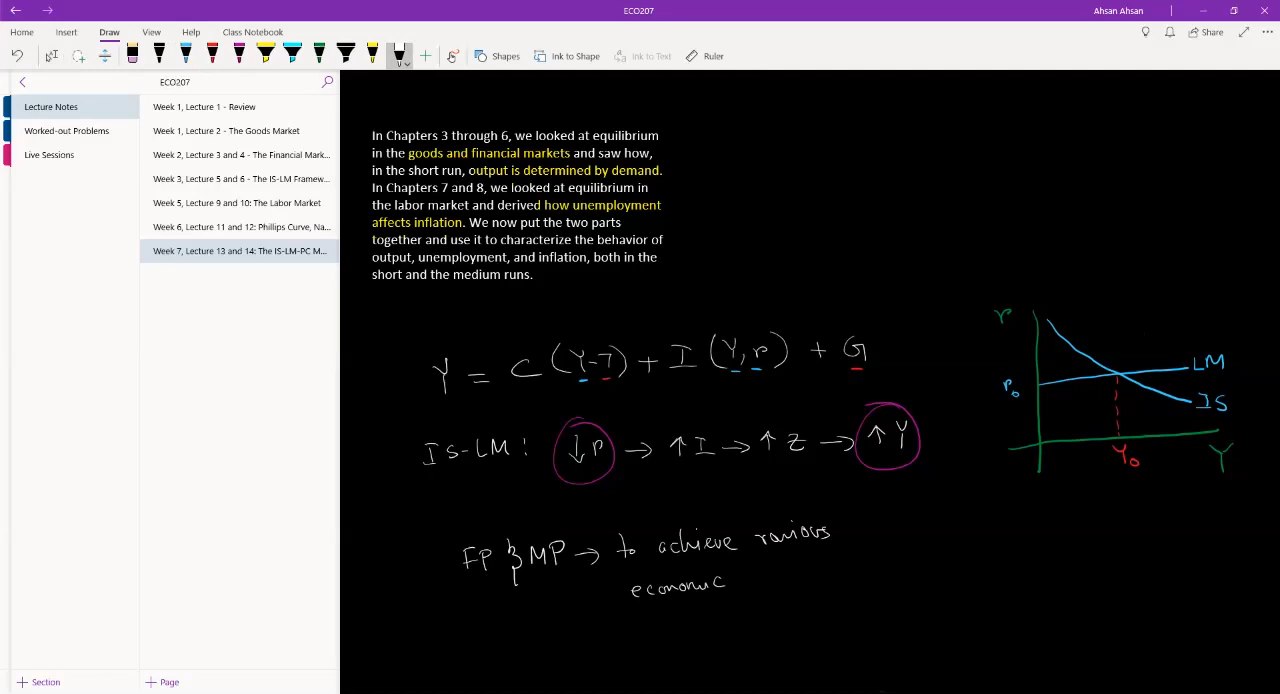 ECO207
Ahsan Ahsan
Home Insert Draw View Help Class Notebook
Share
Shapes Ink to Shape Ink to Text Ruler
ECO207
Lecture Notes
Worked-out Problems
Live Sessions
Week 1, Lecture 1 - Review
Week 1, Lecture 2 - The Goods Market
Week 2, Lecture 3 and 4 - The Financial Mark...
Week 3, Lecture 5 and 6 - The IS-LM Framew...
Week 5, Lecture 9 and 10: The Labor Market
Week 6, Lecture 11 and 12: Phillips Curve, Na...
Week 7, Lecture 13 and 14: The IS-LM-PC M...
Section
Page
In Chapters 3 through 6, we looked at equilibrium
in the goods and financial markets and saw how,
in the short run, output is determined by demand.
In Chapters 7 and 8, we looked at equilibrium in
the labor market and derived how unemployment
affects inflation. We now put the two parts
together and use it to characterize the behavior of
output, unemployment, and inflation, both in the
short and the medium runs.
Y = C (Y-T) + I (Y, r) + G
IS-LM: ↓r → ↑I → ↑Z → ↑Y
FP & MP → to achieve various
economic
r
r₀
LM
IS
Y₀
Y